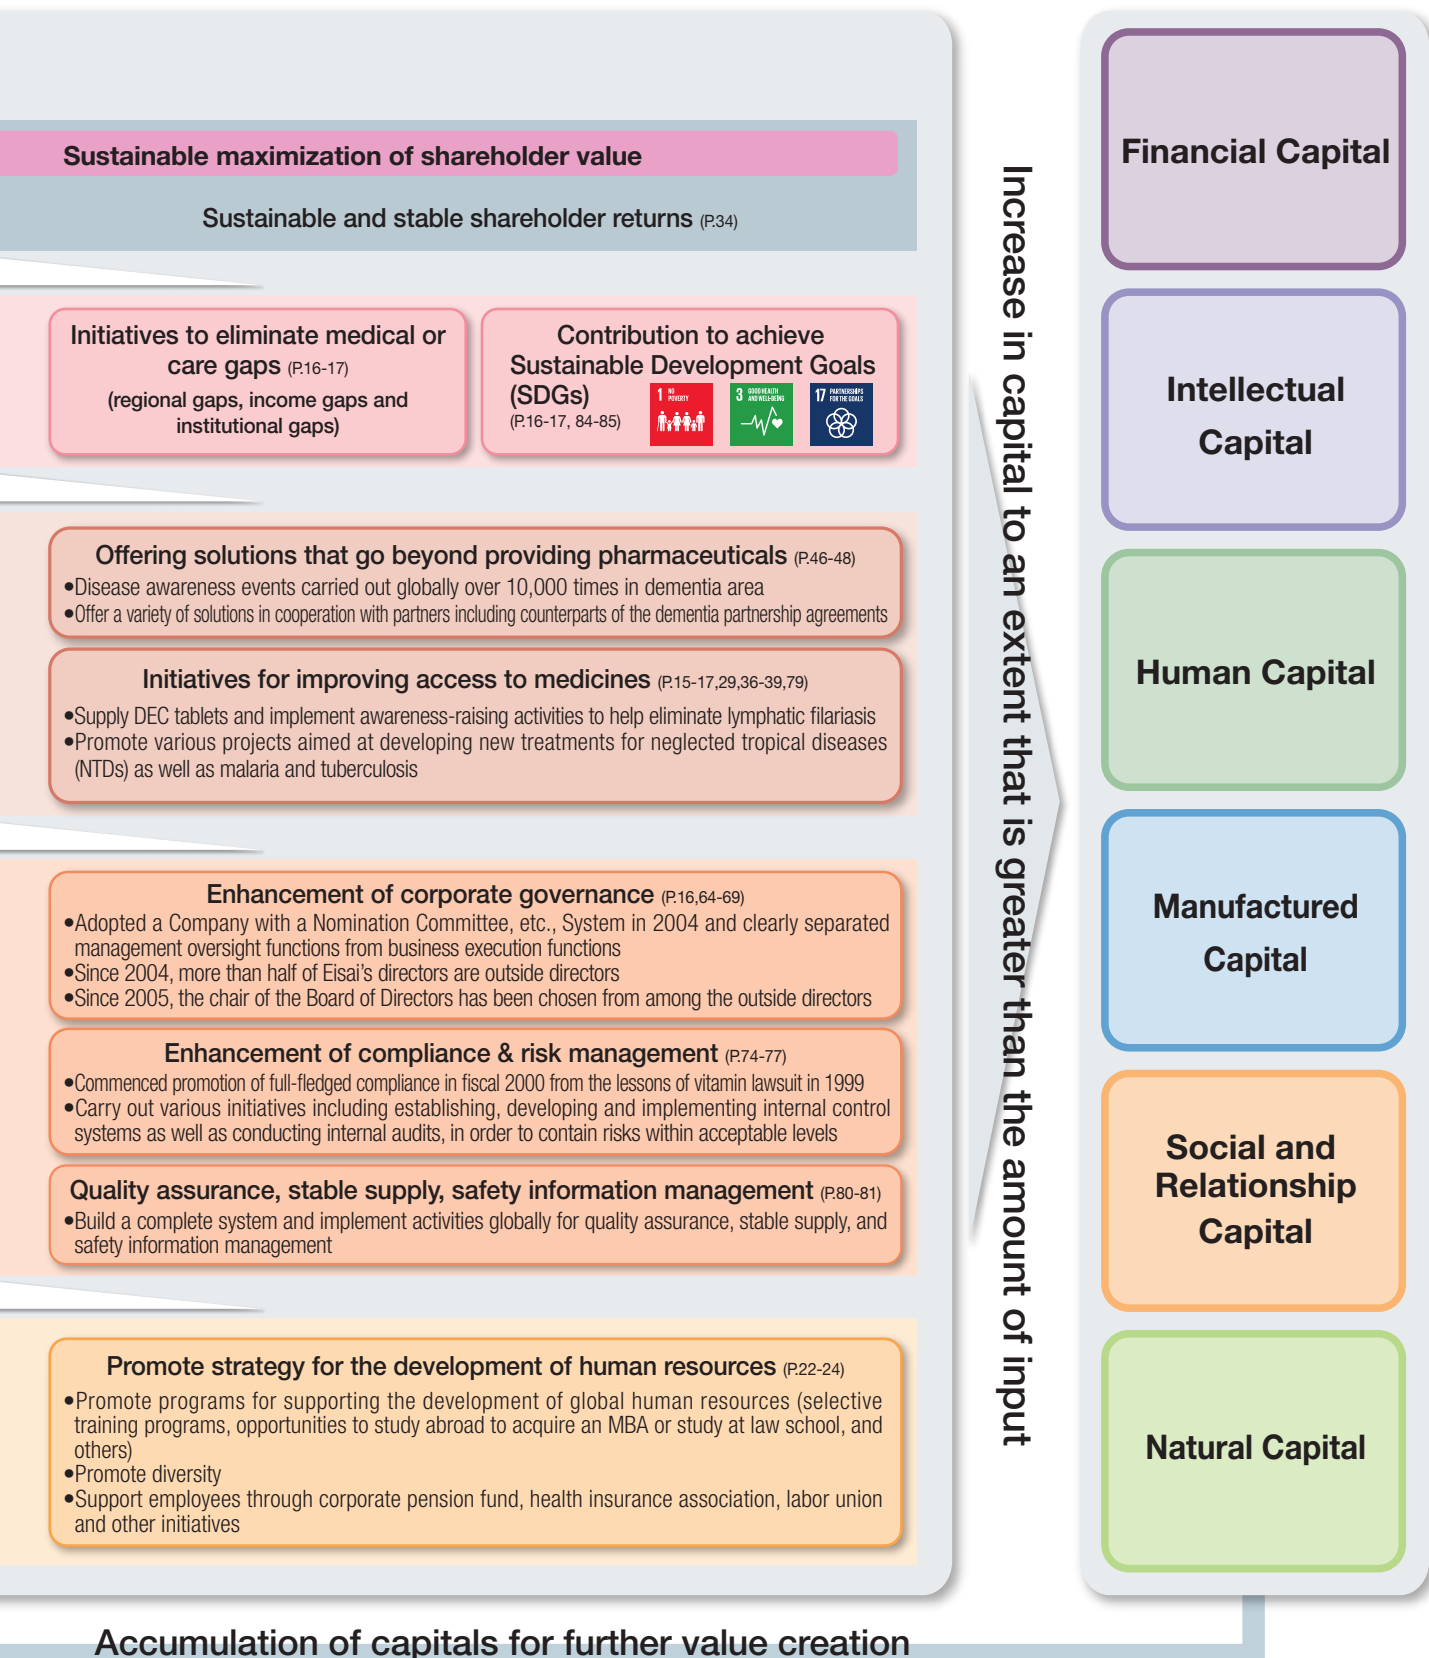 Sustainable maximization of shareholder value
Sustainable and stable shareholder returns (P.34)
Initiatives to eliminate medical or
care gaps (P.16-17)
(regional gaps, income gaps and
institutional gaps)
Contribution to achieve
Sustainable Development Goals
(SDGs)
(P.16-17, 84-85)
1 NO
POVERTY
3 GOOD HEALTH
AND WELL-BEING
17 PARTNERSHIPS
FOR THE GOALS
Offering solutions that go beyond providing pharmaceuticals (P.46-48)
•Disease awareness events carried out globally over 10,000 times in dementia area
•Offer a variety of solutions in cooperation with partners including counterparts of the dementia partnership agreements
Initiatives for improving access to medicines (P.15-17,29,36-39,79)
•Supply DEC tablets and implement awareness-raising activities to help eliminate lymphatic filariasis
•Promote various projects aimed at developing new treatments for neglected tropical diseases
(NTDs) as well as malaria and tuberculosis
Enhancement of corporate governance (P.16,64-69)
•Adopted a Company with a Nomination Committee, etc., System in 2004 and clearly separated
management oversight functions from business execution functions
•Since 2004, more than half of Eisai's directors are outside directors
•Since 2005, the chair of the Board of Directors has been chosen from among the outside directors
Enhancement of compliance & risk management (P.74-77)
•Commenced promotion of full-fledged compliance in fiscal 2000 from the lessons of vitamin lawsuit in 1999
•Carry out various initiatives including establishing, developing and implementing internal control
systems as well as conducting internal audits, in order to contain risks within acceptable levels
Quality assurance, stable supply, safety information management (P.80-81)
•Build a complete system and implement activities globally for quality assurance, stable supply, and
safety information management
Promote strategy for the development of human resources (P.22-24)
•Promote programs for supporting the development of global human resources (selective
training programs, opportunities to study abroad to acquire an MBA or study at law school, and
others)
•Promote diversity
•Support employees through corporate pension fund, health insurance association, labor union
and other initiatives
Increase in capital to an extent that is greater than the amount of input
Financial Capital
Intellectual
Capital
Human Capital
Manufactured
Capital
Social and
Relationship
Capital
Natural Capital
Accumulation of capitals for further value creation